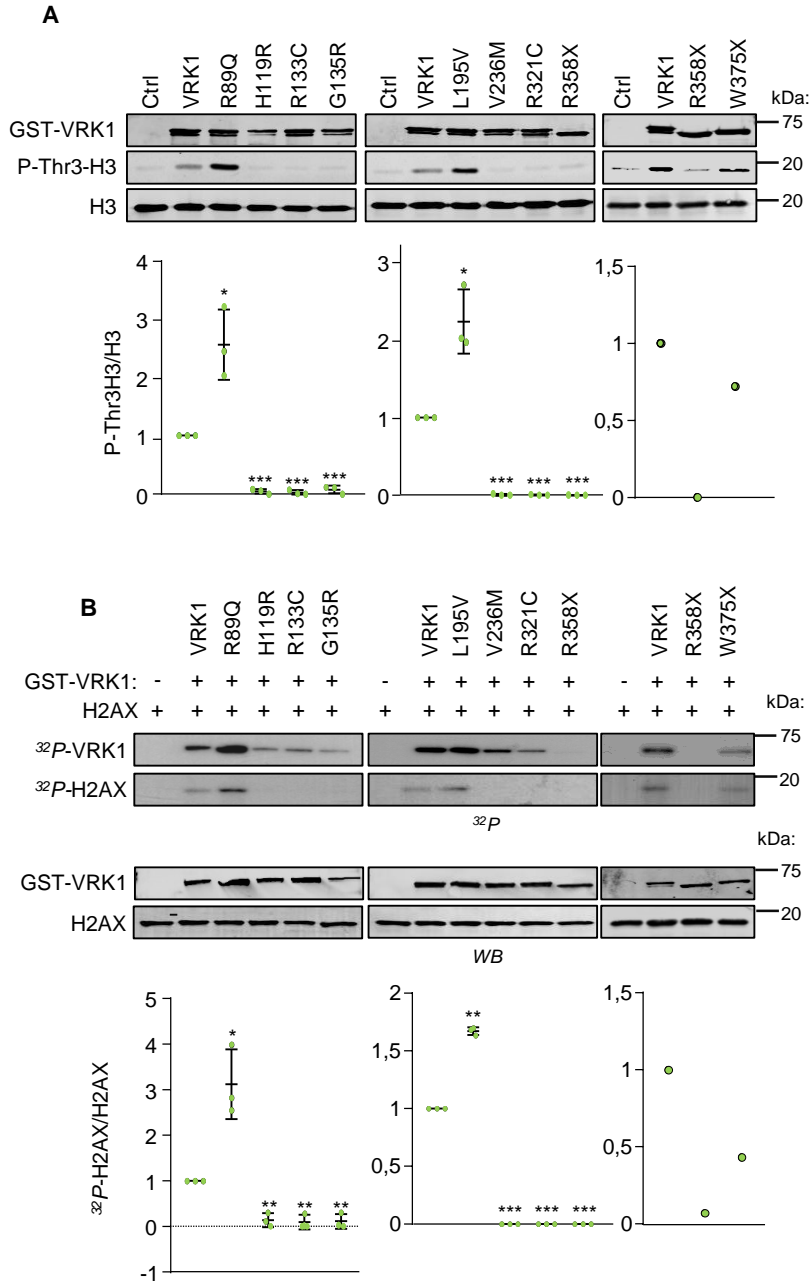 A
Ctrl VRK1 R89Q H119R R133C G135R Ctrl VRK1 L195V V236M R321C R358X Ctrl VRK1 R358X W375X
kDa:
GST-VRK1 75
P-Thr3-H3 20
H3 20
P-Thr3H3/H3
4 3 2 1 0
* *** *** ***
3 2 1 0
* *** *** ***
1,5 1 0,5 0
B
VRK1 R89Q H119R R133C G135R VRK1 L195V V236M R321C R358X VRK1 R358X W375X
GST-VRK1: - + + + + + - + + + + + - + + +
H2AX + + + + + + + + + + + + + + + +
kDa:
32P-VRK1 75
32P-H2AX 20
32P
kDa:
GST-VRK1 75
H2AX 20
WB
32P-H2AX/H2AX
5 4 3 2 1 0 -1
* ** ** **
2 1,5 1 0,5 0
** *** *** ***
1,5 1 0,5 0